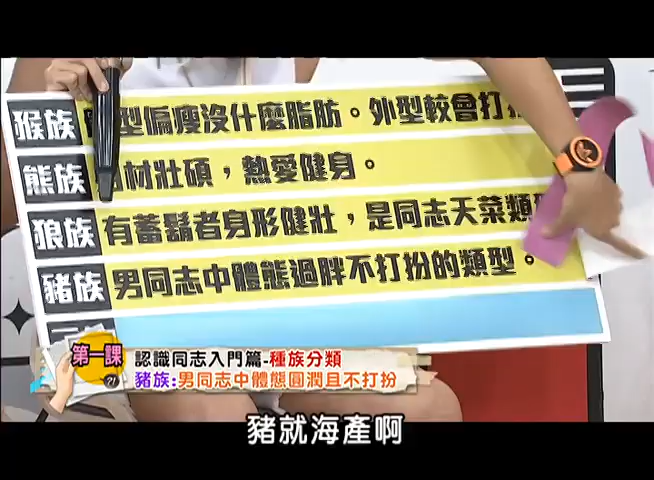 猴族 型偏瘦沒什麼脂肪。外型較會打扮
熊族 身材壯碩，熱愛健身。
狼族 有蓄鬍者身形健壯，是同志天菜類型
豬族 男同志中體態過胖不打扮的類型。
第一課
27
認識同志入門篇-種族分類
豬族:男同志中體態圓潤且不打扮
豬就海產啊